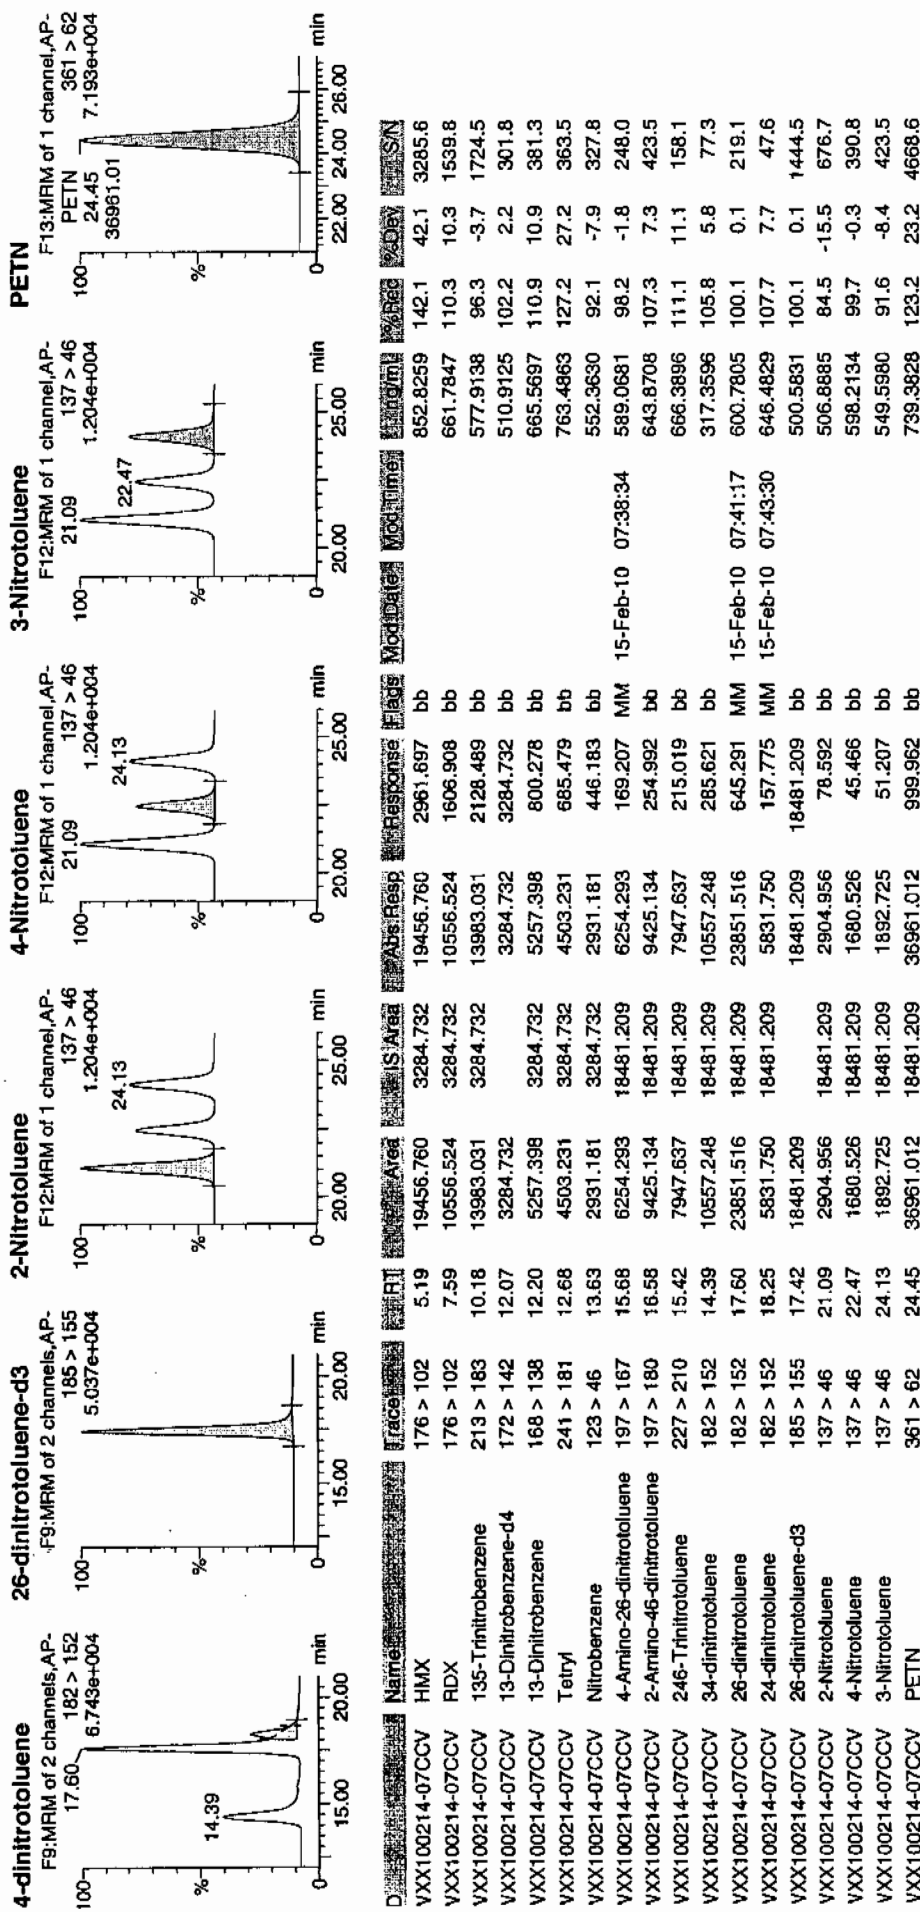 4-dinitrotoluene
F9:MRM of 2 channels,AP-
182 > 152
6.743e+004
17.60
14.39
100
%
0
15.00 20.00 min
26-dinitrotoluene-d3
F9:MRM of 2 channels,AP-
185 > 155
5.037e+004
100
%
0
15.00 20.00 min
2-Nitrotoluene
F12:MRM of 1 channel,AP-
137 > 46
1.204e+004
24.13
100
%
0
20.00 25.00 min
4-Nitrotoluene
F12:MRM of 1 channel,AP-
137 > 46
1.204e+004
21.09
24.13
100
%
0
20.00 25.00 min
3-Nitrotoluene
F12:MRM of 1 channel,AP-
137 > 46
1.204e+004
21.09
22.47
100
%
0
20.00 25.00 min
PETN
F13:MRM of 1 channel,AP-
361 > 62
7.193e+004
PETN
24.45
36961.01
100
%
0
22.00 24.00 26.00 min
Name Trace RT Area IS Area Abs Resp Response Flags Mod Date Mod Time ng/mL %Rec %Dev S/N
VXX100214-07CCV HMX 176 > 102 5.19 19456.760 3284.732 19456.760 2961.697 bb 852.8259 142.1 42.1 3285.6
VXX100214-07CCV RDX 176 > 102 7.59 10556.524 3284.732 10556.524 1606.908 bb 661.7847 110.3 10.3 1539.8
VXX100214-07CCV 135-Trinitrobenzene 213 > 183 10.18 13983.031 3284.732 13983.031 2128.489 bb 577.9138 96.3 -3.7 1724.5
VXX100214-07CCV 13-Dinitrobenzene-d4 172 > 142 12.07 3284.732 3284.732 3284.732 bb 510.9125 102.2 2.2 301.8
VXX100214-07CCV 13-Dinitrobenzene 168 > 138 12.20 5257.398 3284.732 5257.398 800.278 bb 665.5697 110.9 10.9 381.3
VXX100214-07CCV Tetryl 241 > 181 12.68 4503.231 3284.732 4503.231 685.479 bb 763.4863 127.2 27.2 363.5
VXX100214-07CCV Nitrobenzene 123 > 46 13.63 2931.181 3284.732 2931.181 446.183 bb 552.3630 92.1 -7.9 327.8
VXX100214-07CCV 4-Amino-26-dinitrotoluene 197 > 167 15.68 6254.293 18481.209 6254.293 169.207 MM 15-Feb-10 07:38:34 589.0681 98.2 -1.8 248.0
VXX100214-07CCV 2-Amino-46-dinitrotoluene 197 > 180 16.58 9425.134 18481.209 9425.134 254.992 bb 643.8708 107.3 7.3 423.5
VXX100214-07CCV 246-Trinitrotoluene 227 > 210 15.42 7947.637 18481.209 7947.637 215.019 bb 666.3896 111.1 11.1 158.1
VXX100214-07CCV 34-dinitrotoluene 182 > 152 14.39 10557.248 18481.209 10557.248 285.621 bb 317.3596 105.8 5.8 77.3
VXX100214-07CCV 26-dinitrotoluene 182 > 152 17.60 23851.516 18481.209 23851.516 645.291 MM 15-Feb-10 07:41:17 600.7805 100.1 0.1 219.1
VXX100214-07CCV 24-dinitrotoluene 182 > 152 18.25 5831.750 18481.209 5831.750 157.775 MM 15-Feb-10 07:43:30 646.4829 107.7 7.7 47.6
VXX100214-07CCV 26-dinitrotoluene-d3 185 > 155 17.42 18481.209 18481.209 18481.209 bb 500.5831 100.1 0.1 1444.5
VXX100214-07CCV 2-Nitrotoluene 137 > 46 21.09 2904.956 18481.209 2904.956 78.592 bb 506.8885 84.5 -15.5 676.7
VXX100214-07CCV 4-Nitrotoluene 137 > 46 22.47 1680.526 18481.209 1680.526 45.466 bb 598.2134 99.7 -0.3 390.8
VXX100214-07CCV 3-Nitrotoluene 137 > 46 24.13 1892.725 18481.209 1892.725 51.207 bb 549.5980 91.6 -8.4 423.5
VXX100214-07CCV PETN 361 > 62 24.45 36961.012 18481.209 36961.012 999.962 bb 739.3828 123.2 23.2 4668.6